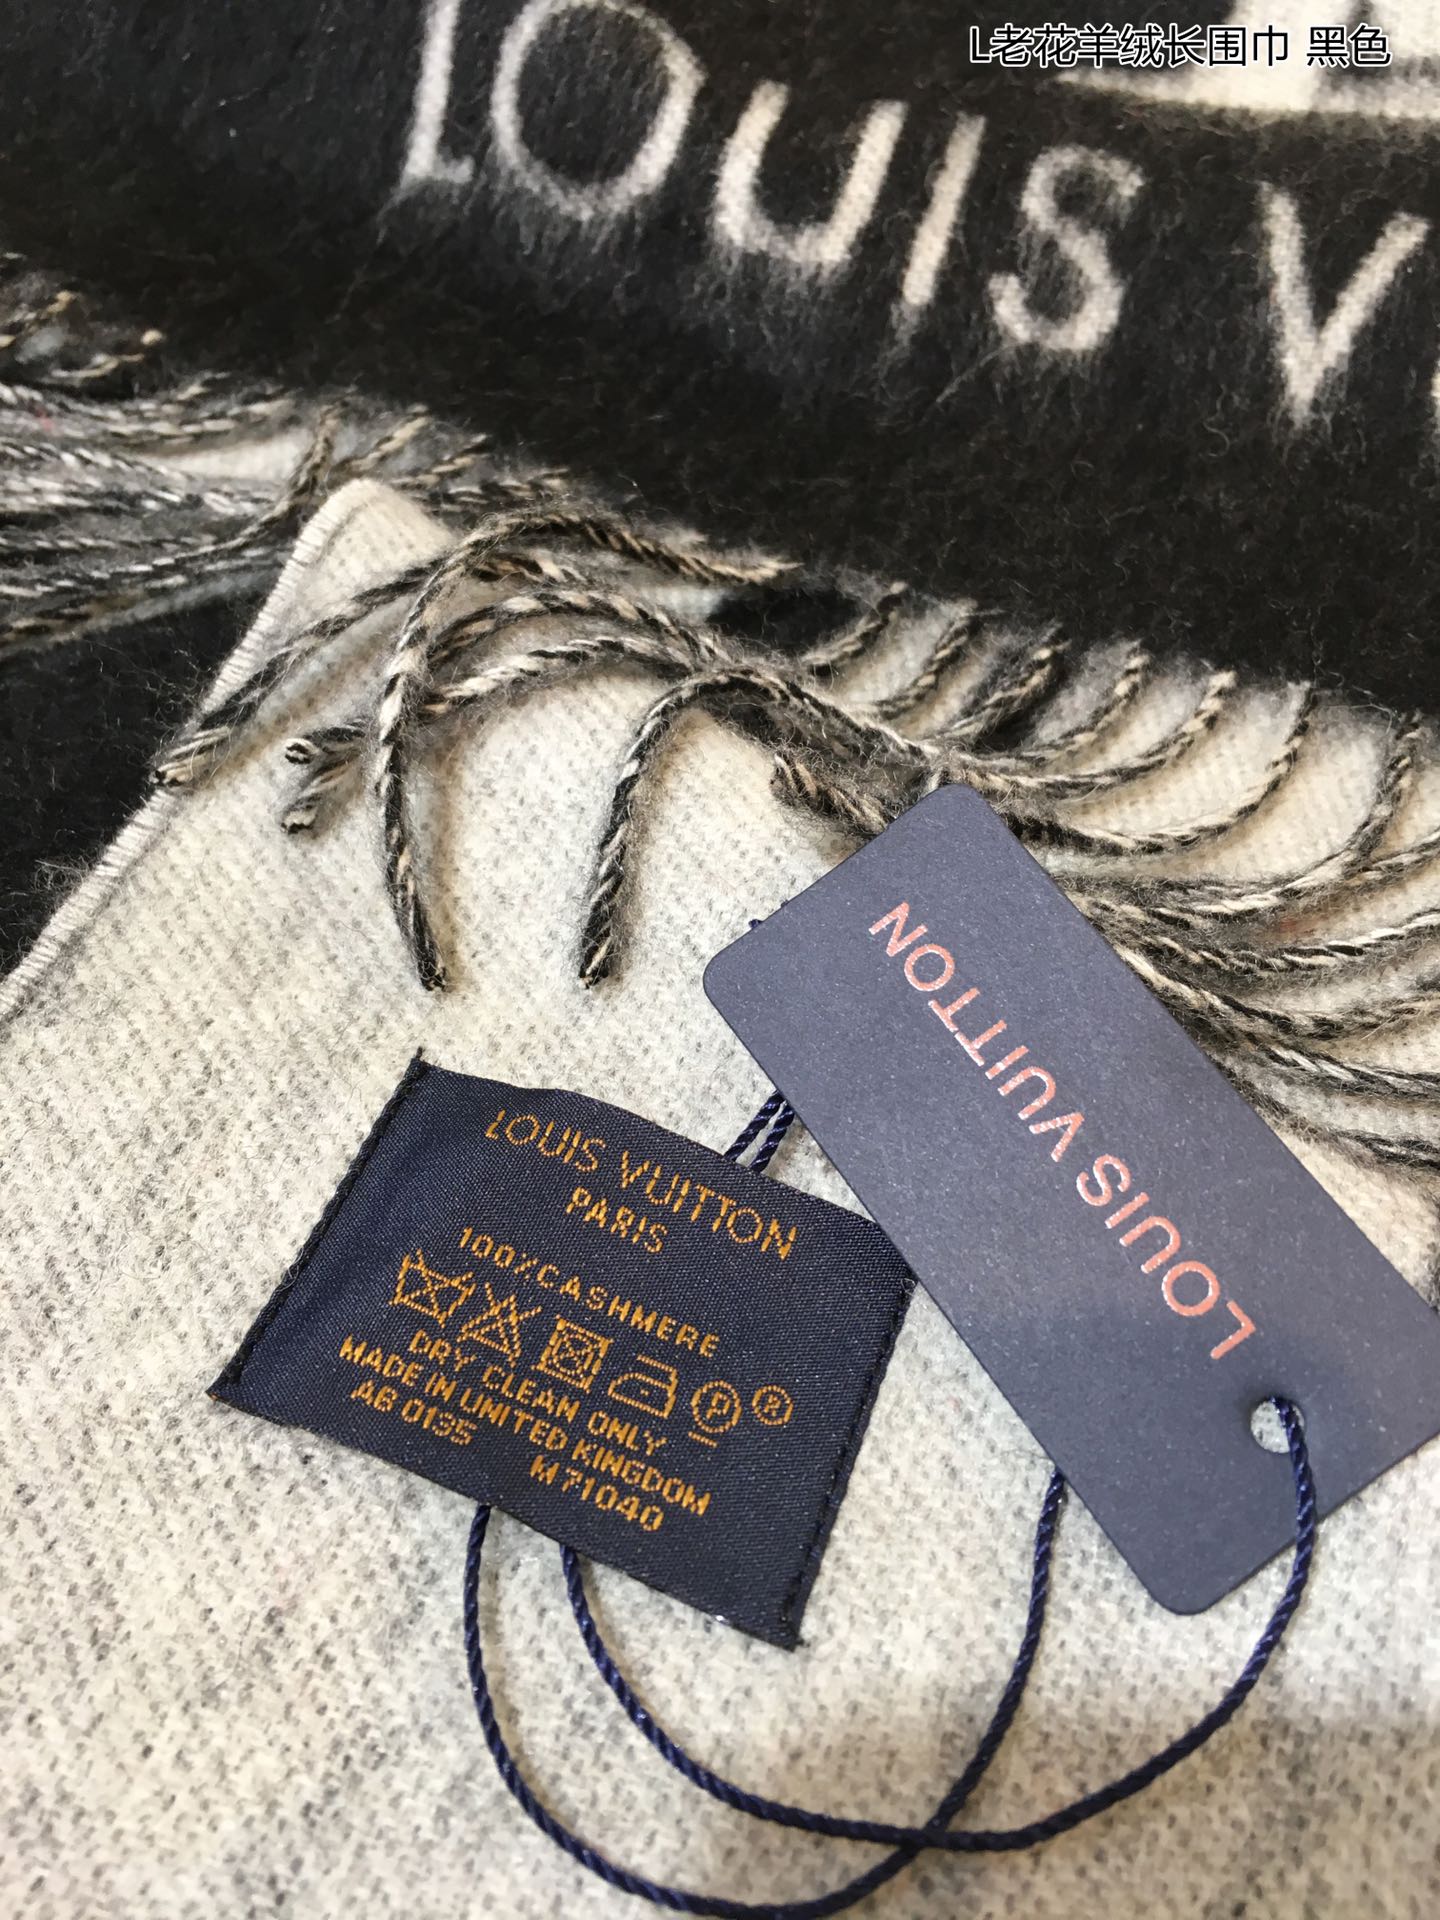 L老花羊绒长围巾 黑色
LOUIS V
LOUIS VUITTON
LOUIS VUITTON
PARIS
100%CASHMERE
P ®
DRY CLEAN ONLY
MADE IN UNITED KINGDOM
AB 0135
M 71040